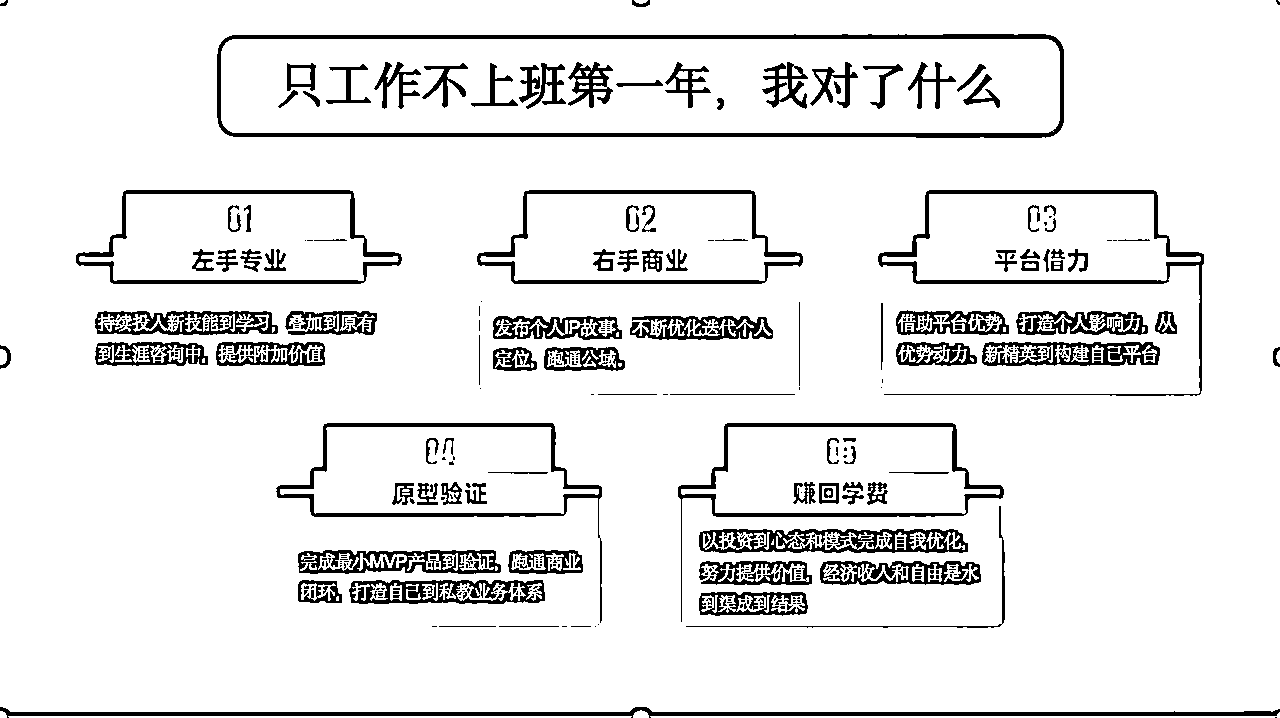 只工作不上班第一年，我对了什么
01
左手专业
持续投入新技能到学习，叠加到原有
到生涯咨询中，提供附加价值
02
右手商业
发布个人IP故事，不断优化迭代个人
定位，跑通公域。
03
平台借力
借助平台优势，打造个人影响力，从
优势动力、新精英到构建自己平台
04
原型验证
完成最小MVP产品到验证，跑通商业
闭环，打造自己到私教业务体系
05
赚回学费
以投资到心态和模式完成自我优化，
努力提供价值，经济收入和自由是水
到渠成到结果